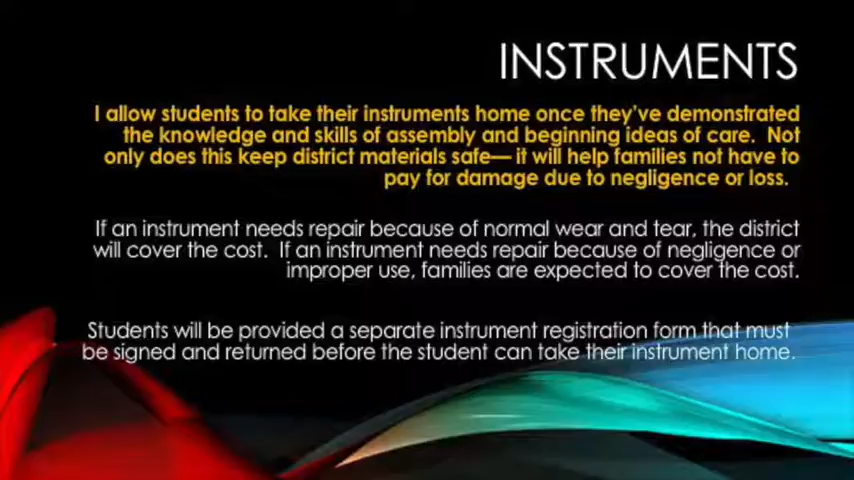 INSTRUMENTS
I allow students to take their instruments home once they've demonstrated
the knowledge and skills of assembly and beginning ideas of care.  Not
only does this keep district materials safe— it will help families not have to
pay for damage due to negligence or loss.
If an instrument needs repair because of normal wear and tear, the district
will cover the cost.  If an instrument needs repair because of negligence or
improper use, families are expected to cover the cost.
Students will be provided a separate instrument registration form that must
be signed and returned before the student can take their instrument home.